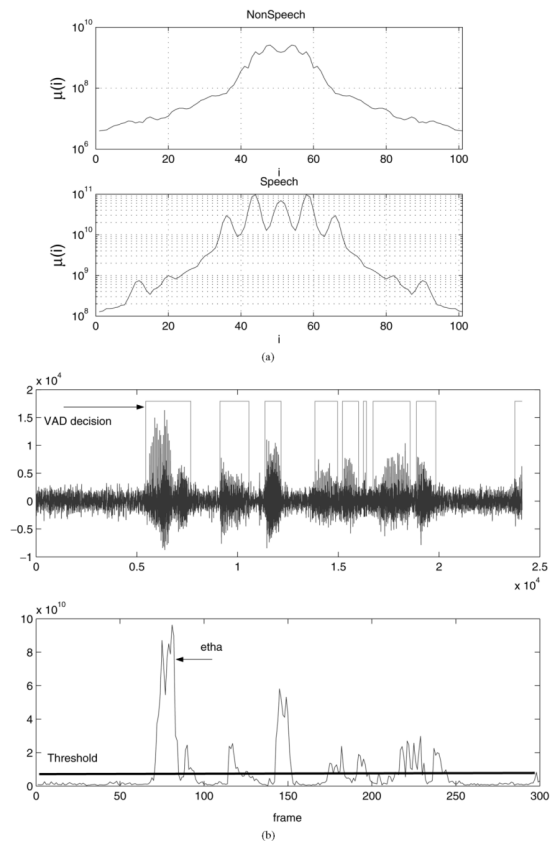 NonSpeech
10^10
10^8
10^6
μ(i)
0 20 40 60 80 100
i
Speech
10^11
10^10
10^9
10^8
μ(i)
0 20 40 60 80 100
i
(a)
x 10^4
2
1.5
1
0.5
0
−0.5
−1
VAD decision
0 0.5 1 1.5 2 2.5
x 10^4
x 10^10
10
8
6
4
2
0
etha
Threshold
0 50 100 150 200 250 300
frame
(b)